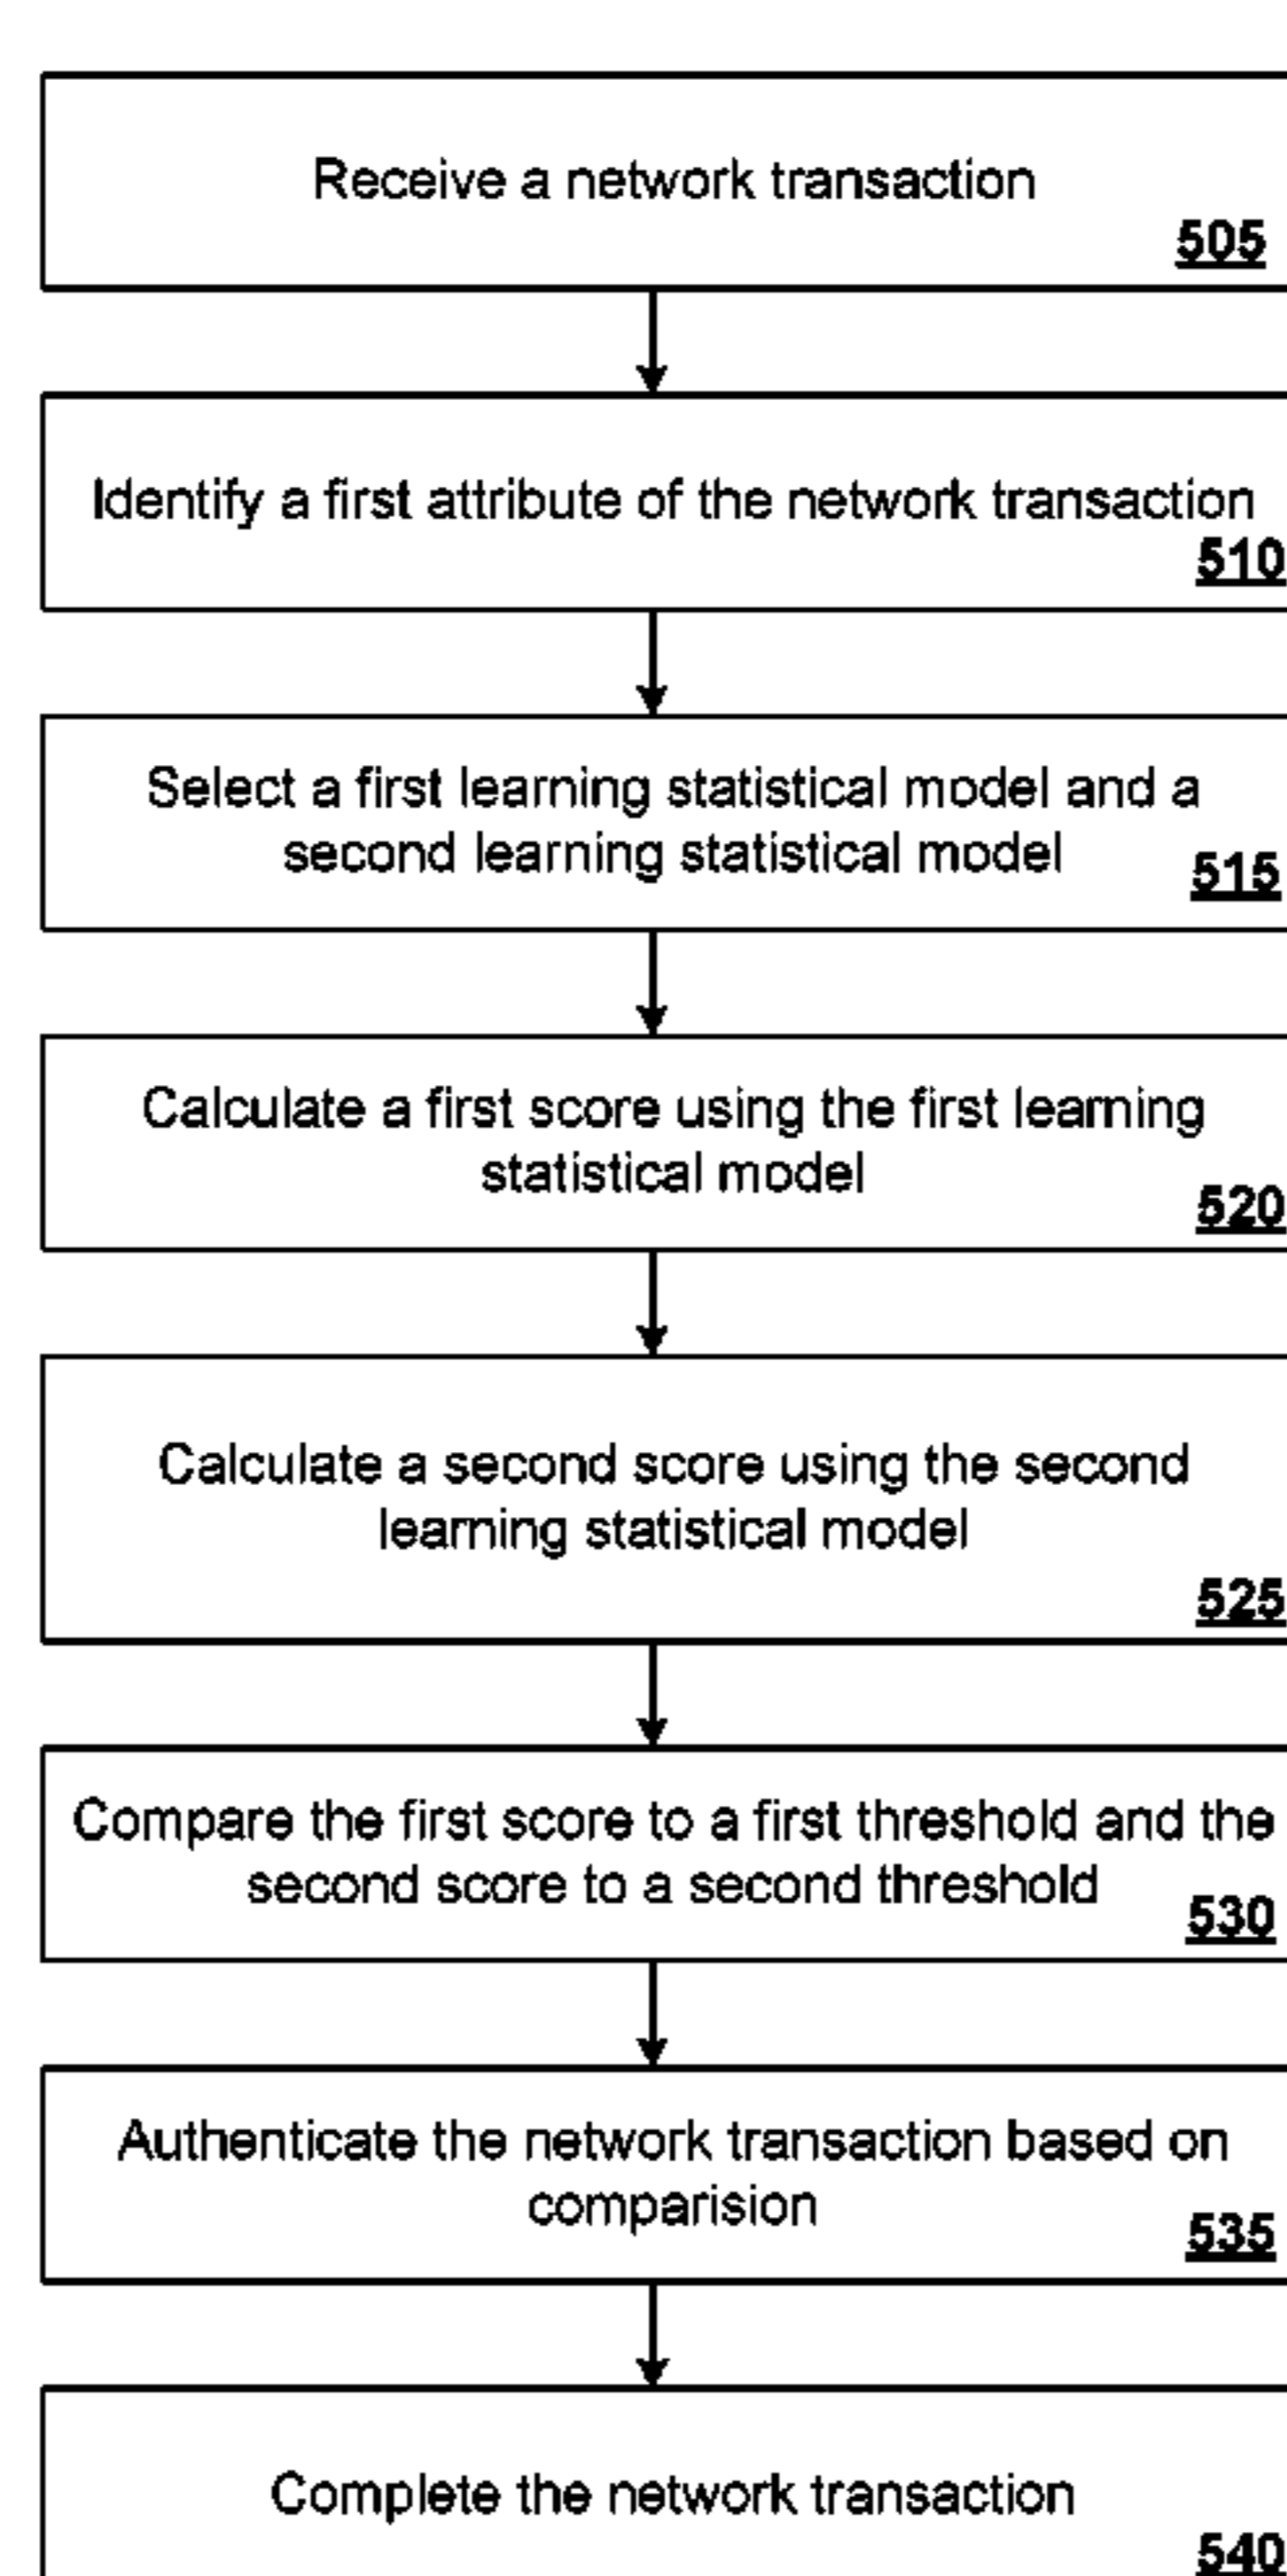 Receive a network transaction
505
Identify a first attribute of the network transaction
510
Select a first learning statistical model and a
second learning statistical model
515
Calculate a first score using the first learning
statistical model
520
Calculate a second score using the second
learning statistical model
525
Compare the first score to a first threshold and the
second score to a second threshold
530
Authenticate the network transaction based on
comparision
535
Complete the network transaction
540